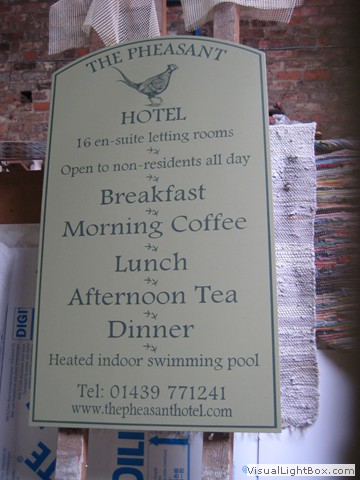 THE PHEASANT
HOTEL
16 en-suite letting rooms
Open to non-residents all day
Breakfast
Morning Coffee
Lunch
Afternoon Tea
Dinner
Heated indoor swimming pool
Tel: 01439 771241
www.thepheasanthotel.com
DIGI
DIGI
VisualLightBox.com